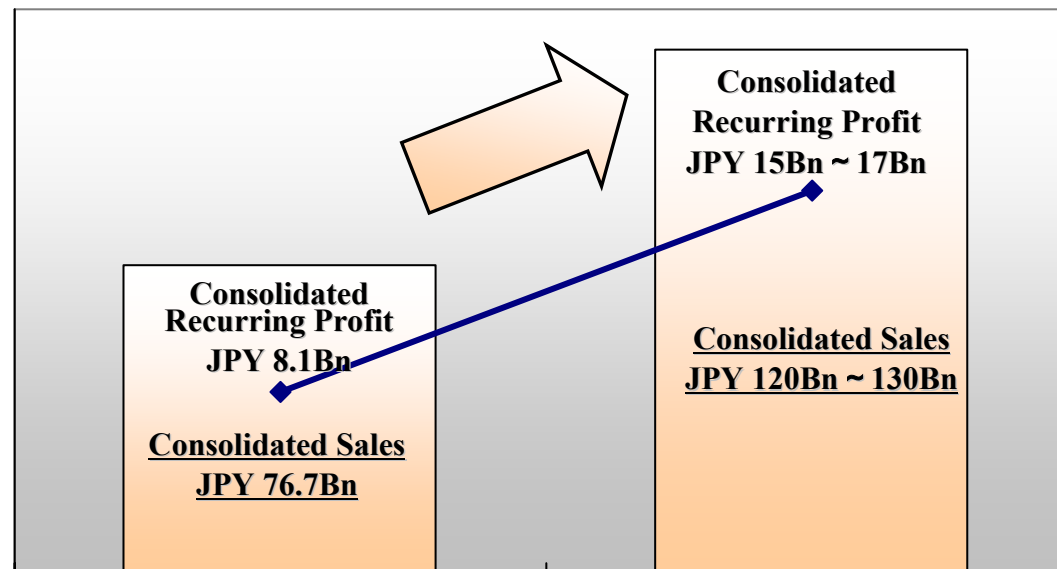 Consolidated
Recurring Profit
JPY 8.1Bn
Consolidated Sales
JPY 76.7Bn
Consolidated
Recurring Profit
JPY 15Bn ~ 17Bn
Consolidated Sales
JPY 120Bn ~ 130Bn